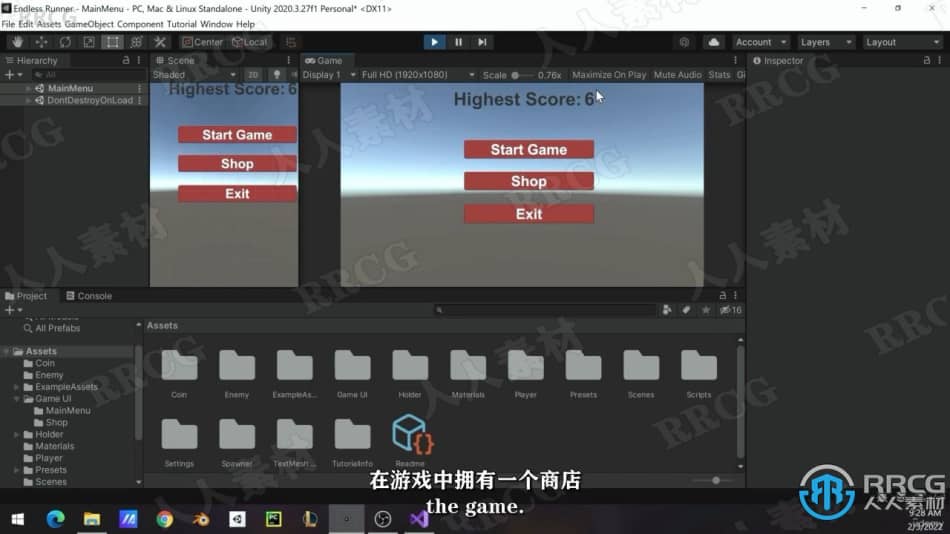 Endless Runner - MainMenu - PC, Mac & Linux Standalone - Unity 2020.3.27f1 Personal* <DX11>
File Edit Assets GameObject Component Tutorial Window Help
Center Local Account Layers Layout
Hierarchy Scene Game Inspector
All Shaded 2D Display 1 Full HD (1920x1080) Scale 0.76x Maximize On Play Mute Audio Stats Gi
MainMenu
DontDestroyOnLoad
Highest Score: 6
Start Game
Shop
Exit
Highest Score: 6
Start Game
Shop
Exit
Project Console
16
All Prefabs
Assets
Coin
Enemy
ExampleAssets
Game UI
MainMenu
Shop
Holder
Materials
Player
Presets
Scenes
Assets
Coin Enemy ExampleAs... Game UI Holder Materials Player Presets Scenes Scripts
Settings Spawner TextMesh ... TutorialInfo Readme
在游戏中拥有一个商店
the game.
RRCG
人人素材
9:28 AM
2/3/2022